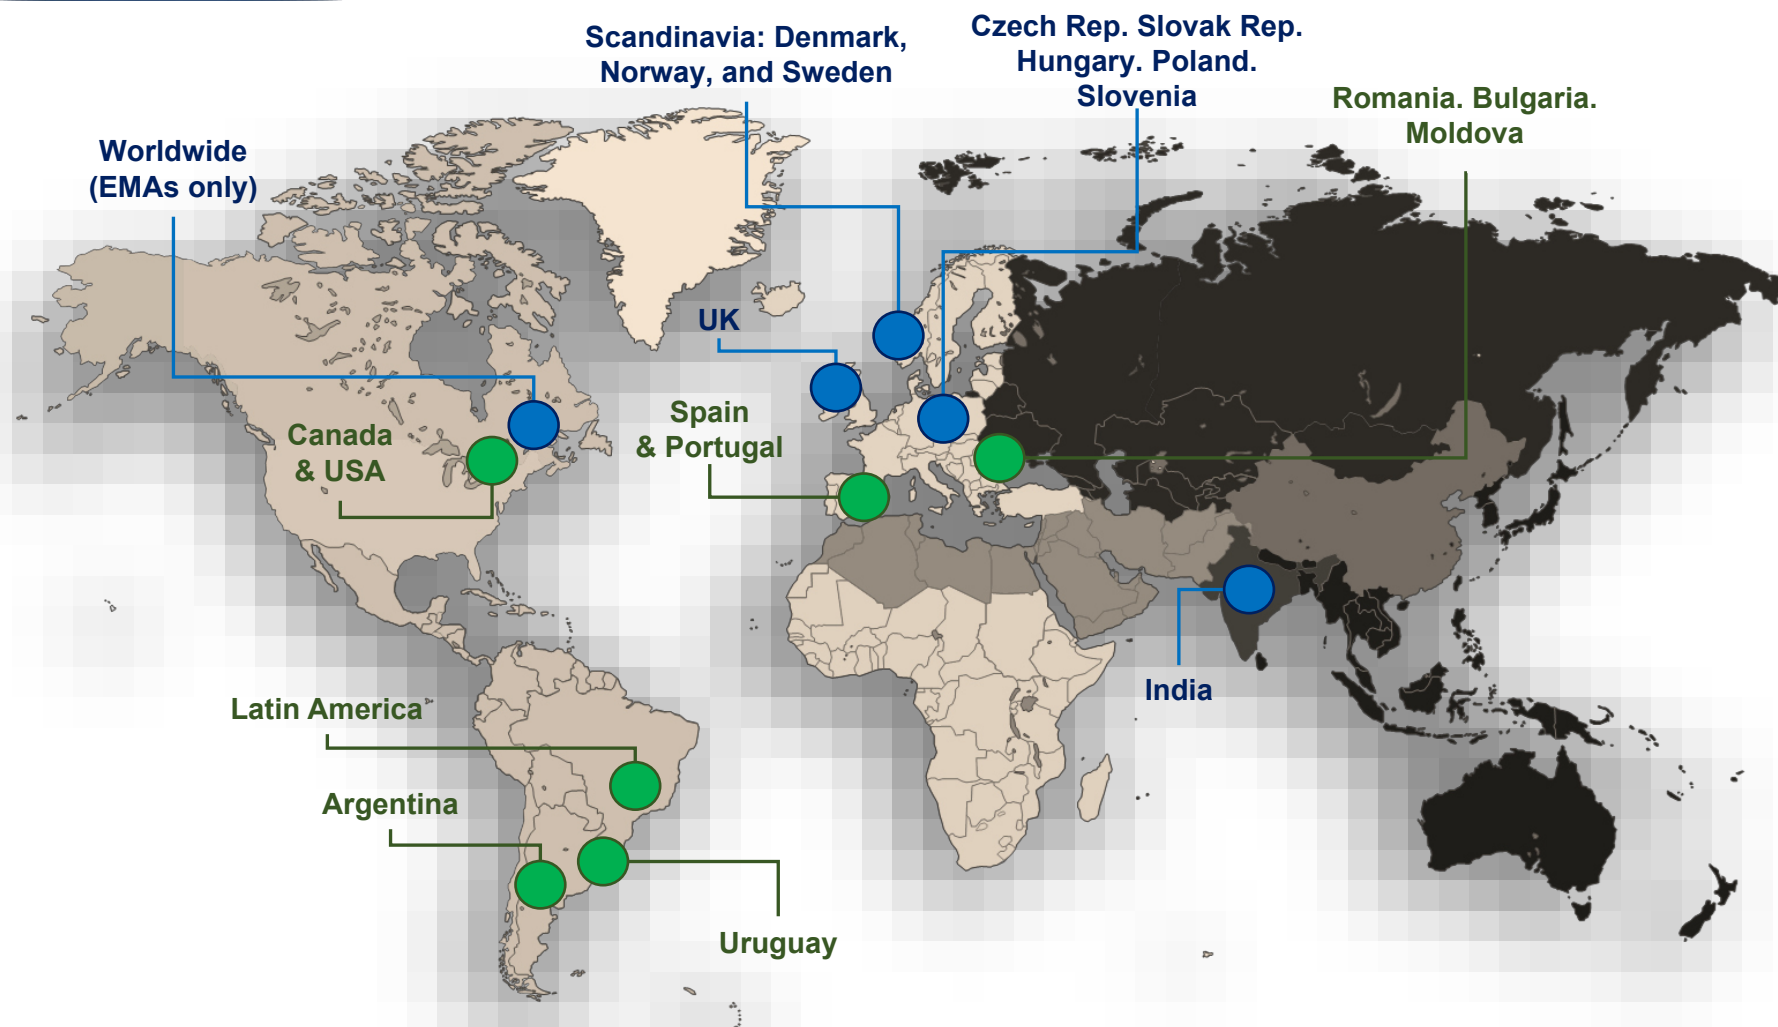 Scandinavia: Denmark,
Norway, and Sweden
Czech Rep. Slovak Rep.
Hungary. Poland.
Slovenia
Romania. Bulgaria.
Moldova
Worldwide
(EMAs only)
UK
Spain
& Portugal
Canada
& USA
India
Latin America
Argentina
Uruguay